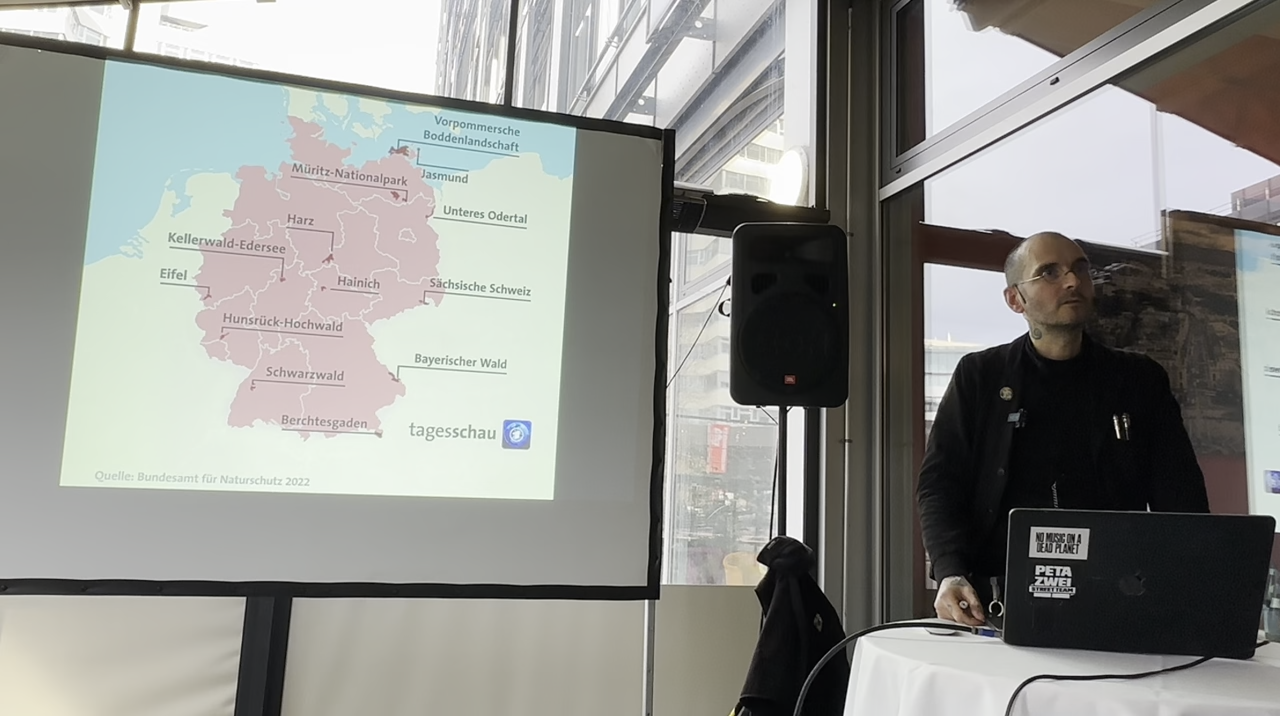 Vorpommersche
Boddenlandschaft
Jasmund
Müritz-Nationalpark
Unteres Odertal
Harz
Kellerwald-Edersee
Eifel
Hainich
Sächsische Schweiz
Hunsrück-Hochwald
Bayerischer Wald
Schwarzwald
Berchtesgaden
tagesschau
Quelle: Bundesamt für Naturschutz 2022
JBL
NO MUSIC ON A
DEAD PLANET
PETA
ZWEI
STREET TEAM